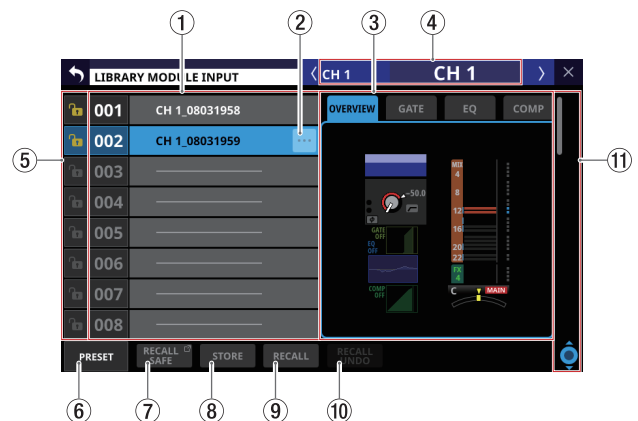 ① ② ③ ④
LIBRARY MODULE INPUT
CH 1 CH 1
001 CH 1_08031958
002 CH 1_08031959
003
004
005
006
007
008
OVERVIEW GATE EQ COMP
-50.0
GATE
OFF
EQ
OFF
COMP
OFF
MIX
4
8
12
16
20
22
FX
4
C MAIN
⑤
⑪
PRESET RECALL SAFE STORE RECALL RECALL UNDO
⑥ ⑦ ⑧ ⑨ ⑩